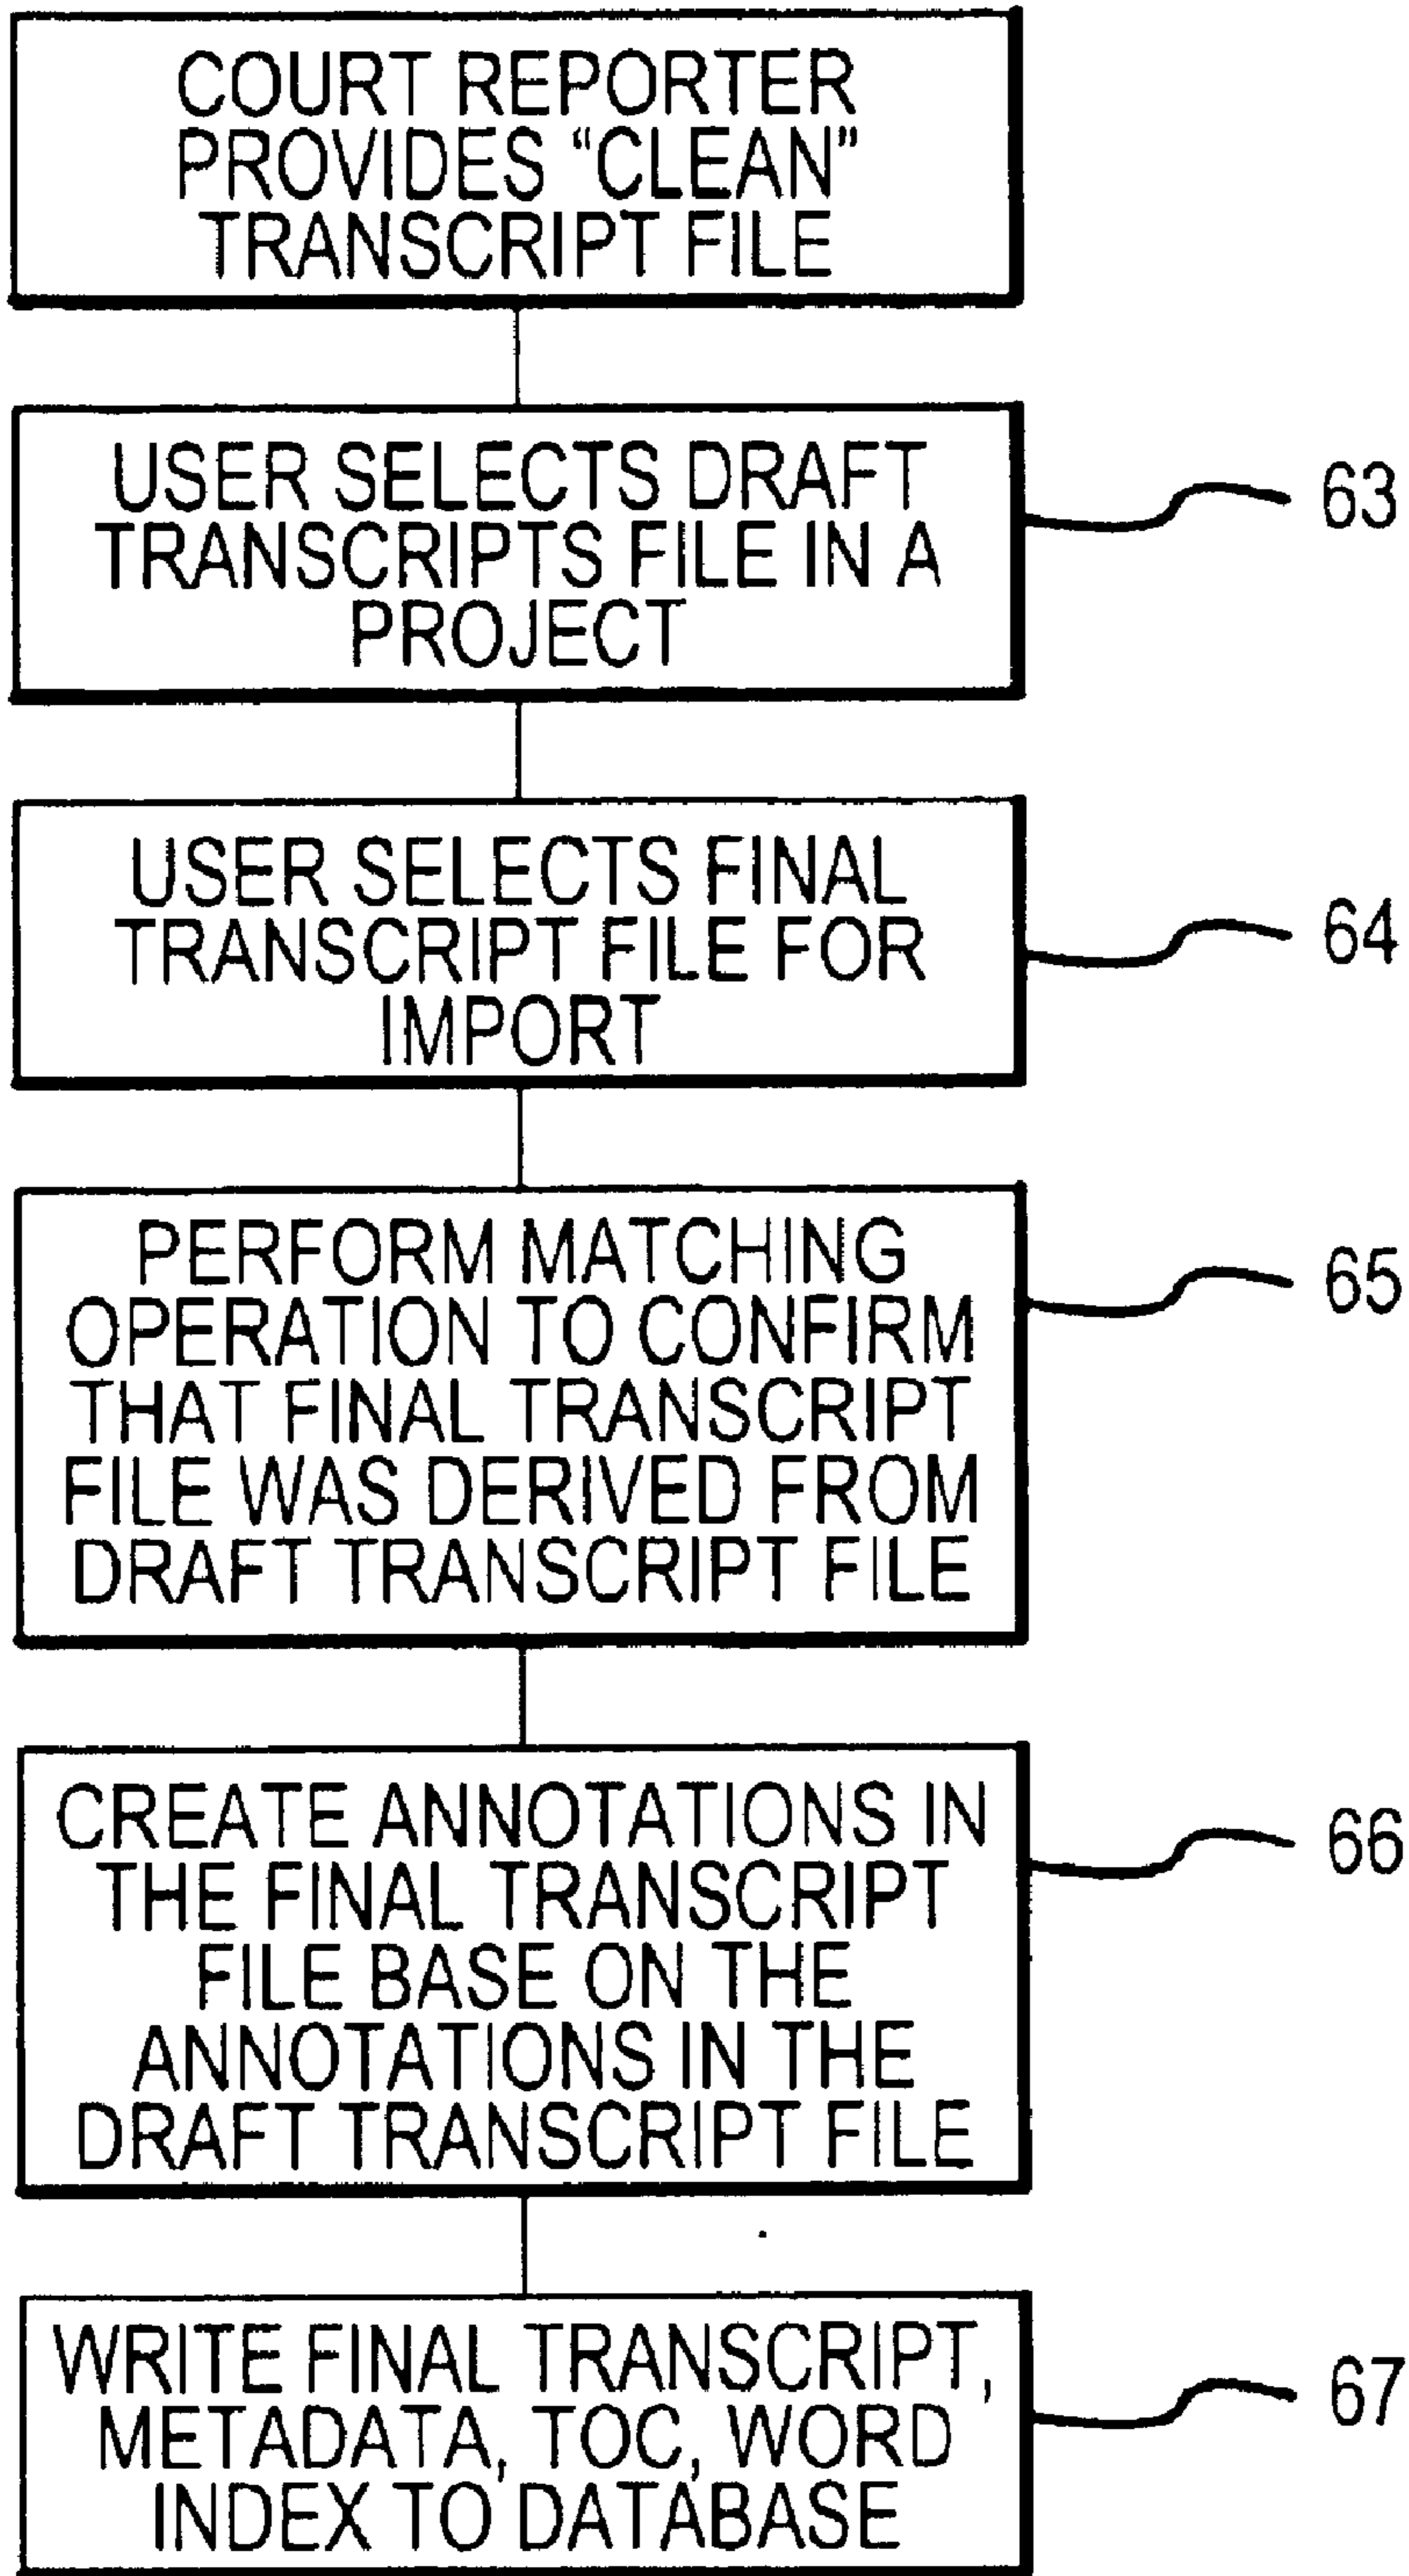 COURT REPORTER
PROVIDES “CLEAN”
TRANSCRIPT FILE
USER SELECTS DRAFT
TRANSCRIPTS FILE IN A
PROJECT
63
USER SELECTS FINAL
TRANSCRIPT FILE FOR
IMPORT
64
PERFORM MATCHING
OPERATION TO CONFIRM
THAT FINAL TRANSCRIPT
FILE WAS DERIVED FROM
DRAFT TRANSCRIPT FILE
65
CREATE ANNOTATIONS IN
THE FINAL TRANSCRIPT
FILE BASE ON THE
ANNOTATIONS IN THE
DRAFT TRANSCRIPT FILE
66
WRITE FINAL TRANSCRIPT,
METADATA, TOC, WORD
INDEX TO DATABASE
67